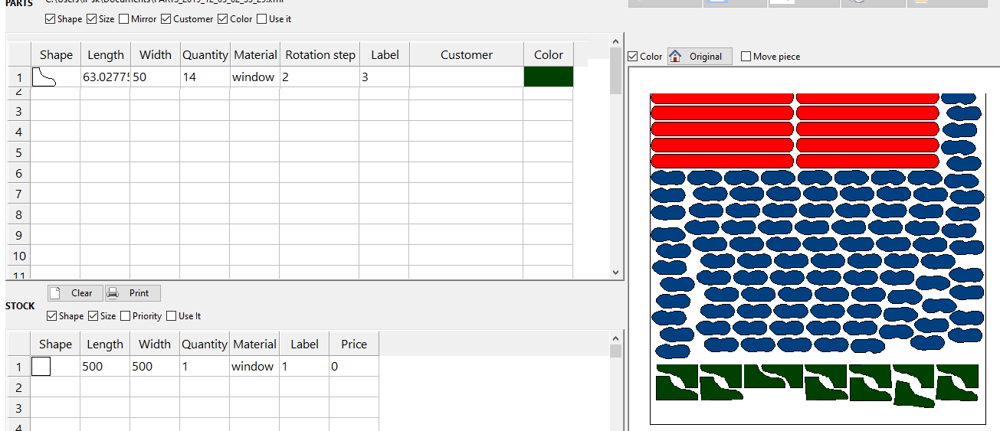 PARTS
Shape Size Mirror Customer Color Use it
Shape Length Width Quantity Material Rotation step Label Customer Color
1 63.02775 50 14 window 2 3
2
3
4
5
6
7
8
9
10
11
Clear Print
STOCK
Shape Size Priority Use It
Shape Length Width Quantity Material Label Price
1 500 500 1 window 1 0
2
3
4
Color Original Move piece